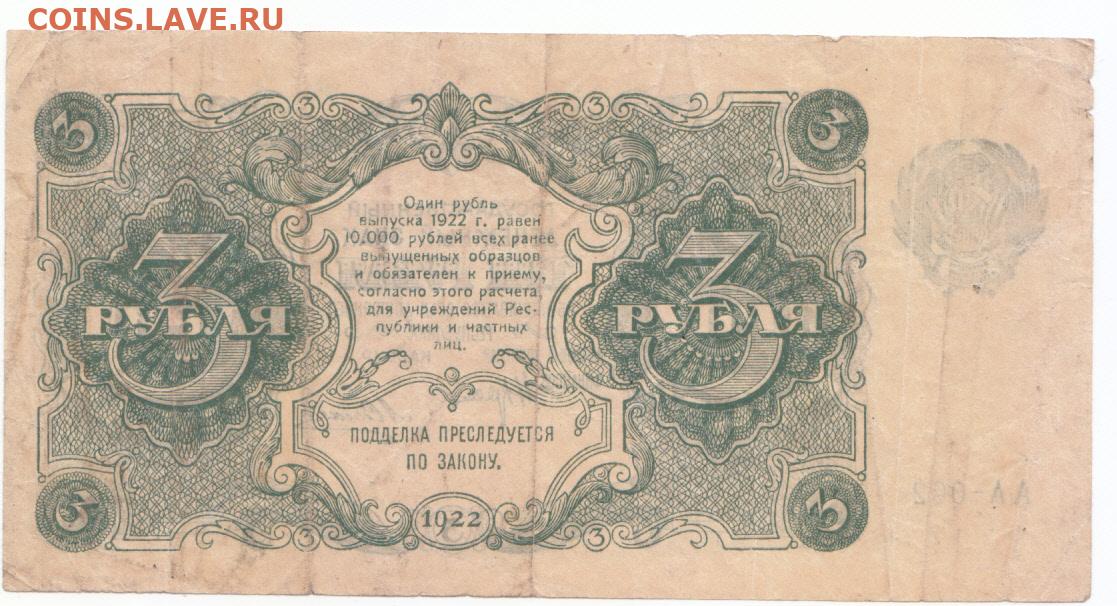 COINS.LAVE.RU
3 3 3 3
Один рубль
выпуска 1922 г. равен
10.000 рублей всех ранее
выпущенных образцов
и обязателен к приему,
согласно этого расчета,
для учреждений Рес-
публики и частных
лиц.
3 РУБЛЯ
3 РУБЛЯ
ПОДДЕЛКА ПРЕСЛЕДУЕТСЯ
ПО ЗАКОНУ.
3 3 1922 3 3